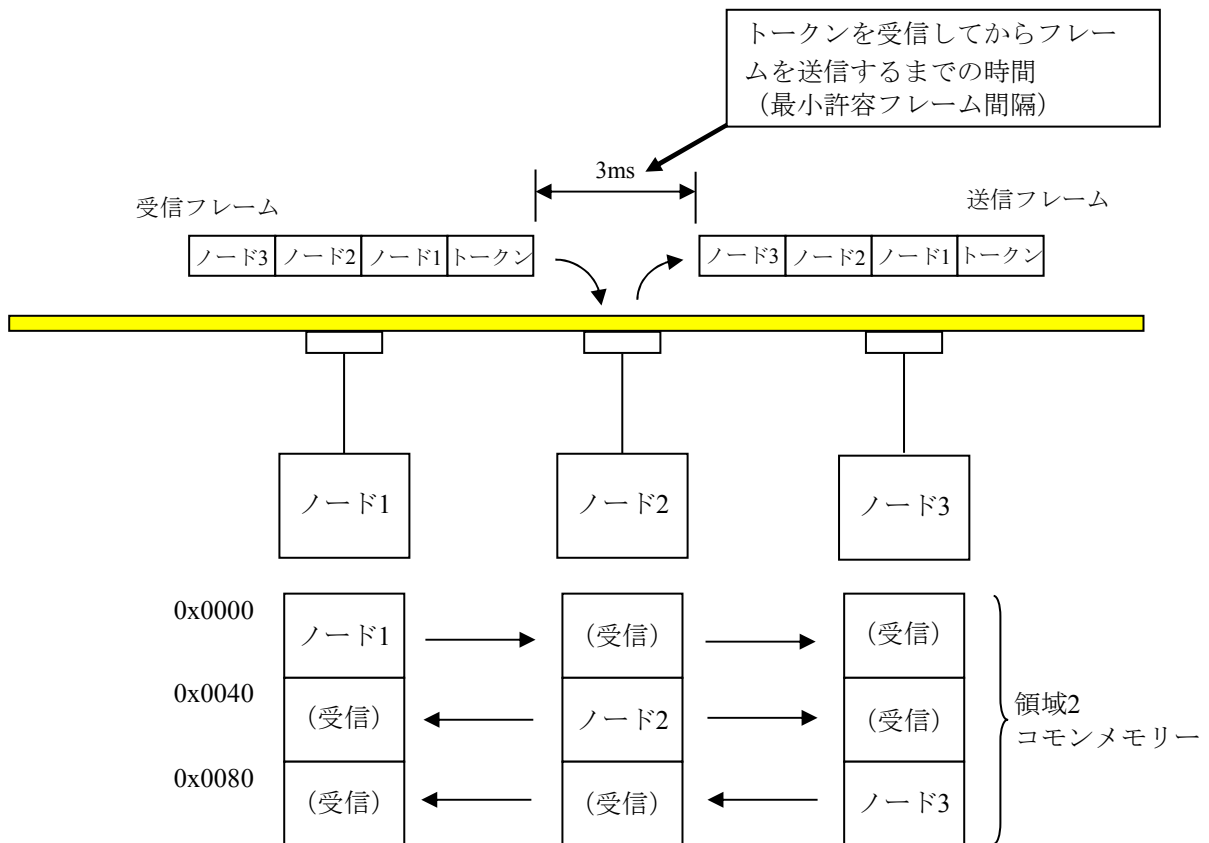 トークンを受信してからフレー
ムを送信するまでの時間
（最小許容フレーム間隔）
3ms
受信フレーム
送信フレーム
ノード3 ノード2 ノード1 トークン
ノード3 ノード2 ノード1 トークン
ノード1
ノード2
ノード3
0x0000
ノード1
（受信）
（受信）
0x0040
（受信）
ノード2
（受信）
0x0080
（受信）
（受信）
ノード3
領域2
コモンメモリー